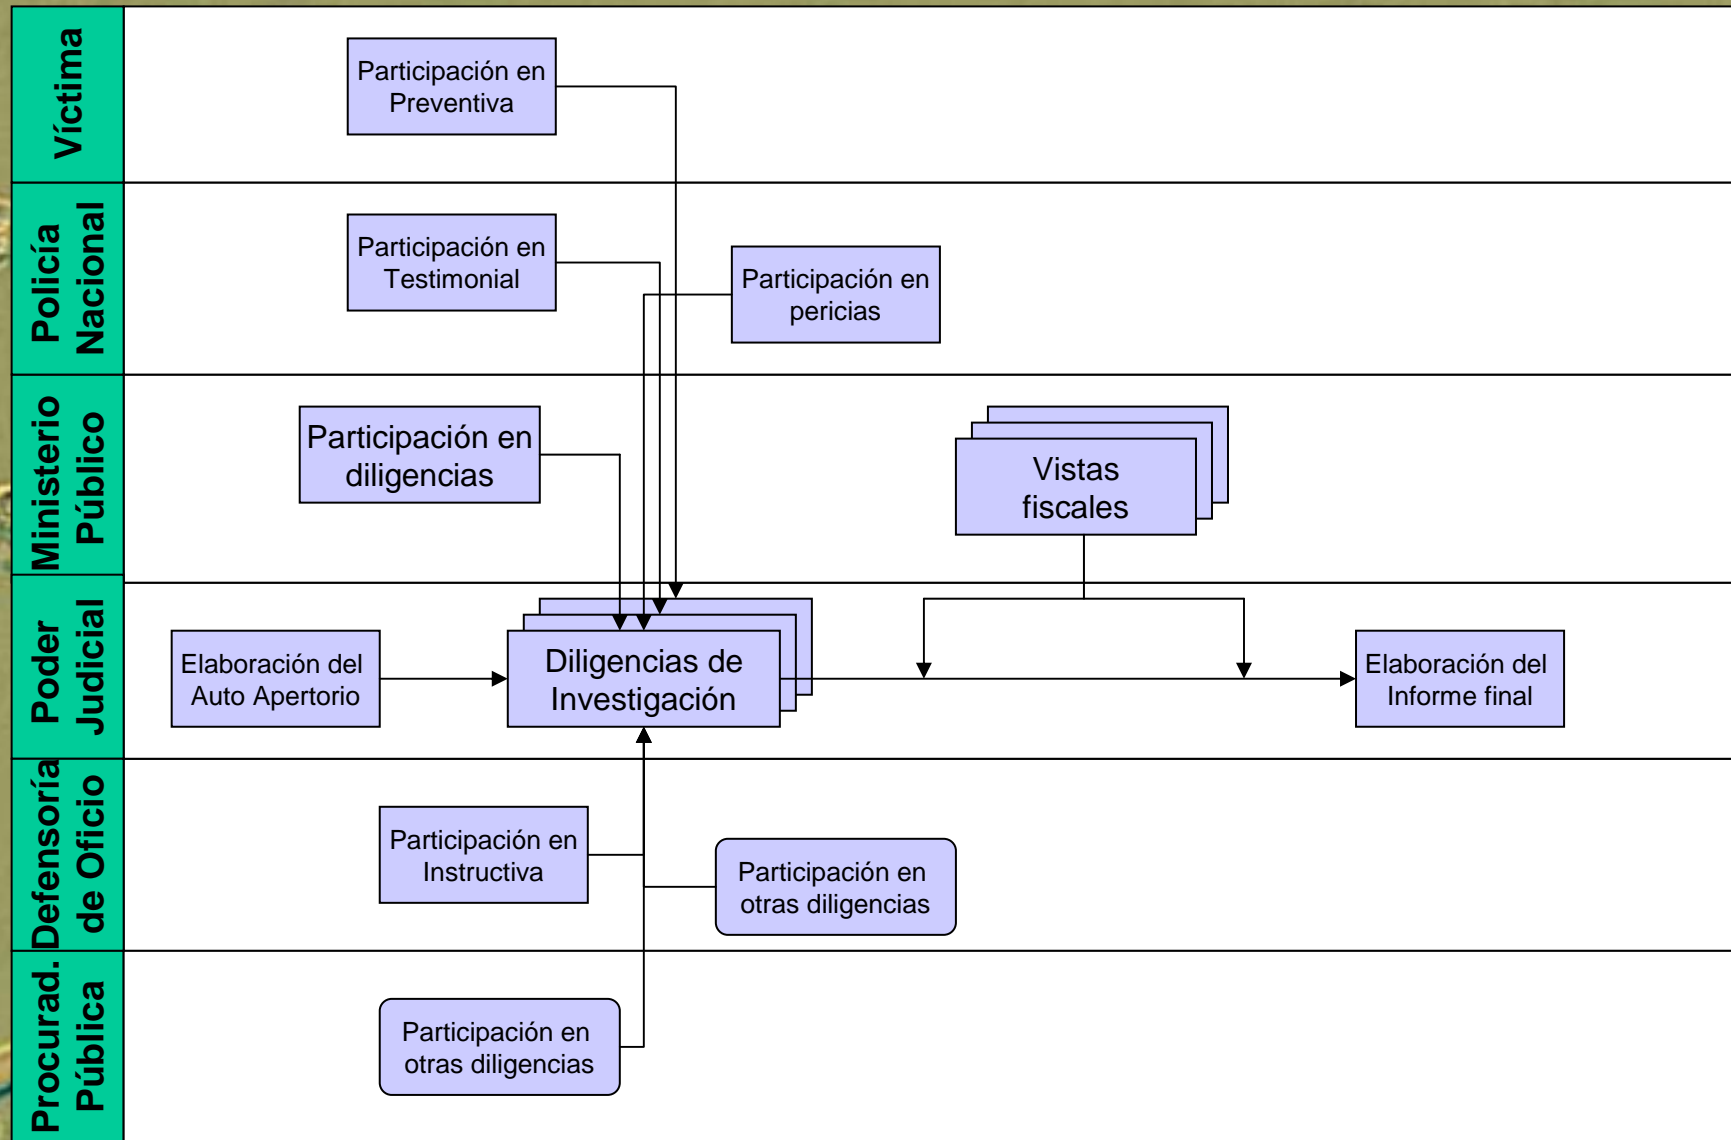 Víctima
Participación en
Preventiva
Policía
Nacional
Participación en
Testimonial
Participación en
pericias
Ministerio
Público
Participación en
diligencias
Vistas
fiscales
Poder
Judicial
Elaboración del
Auto Apertorio
Diligencias de
Investigación
Elaboración del
Informe final
Defensoría
de Oficio
Participación en
Instructiva
Participación en
otras diligencias
Procurad.
Pública
Participación en
otras diligencias